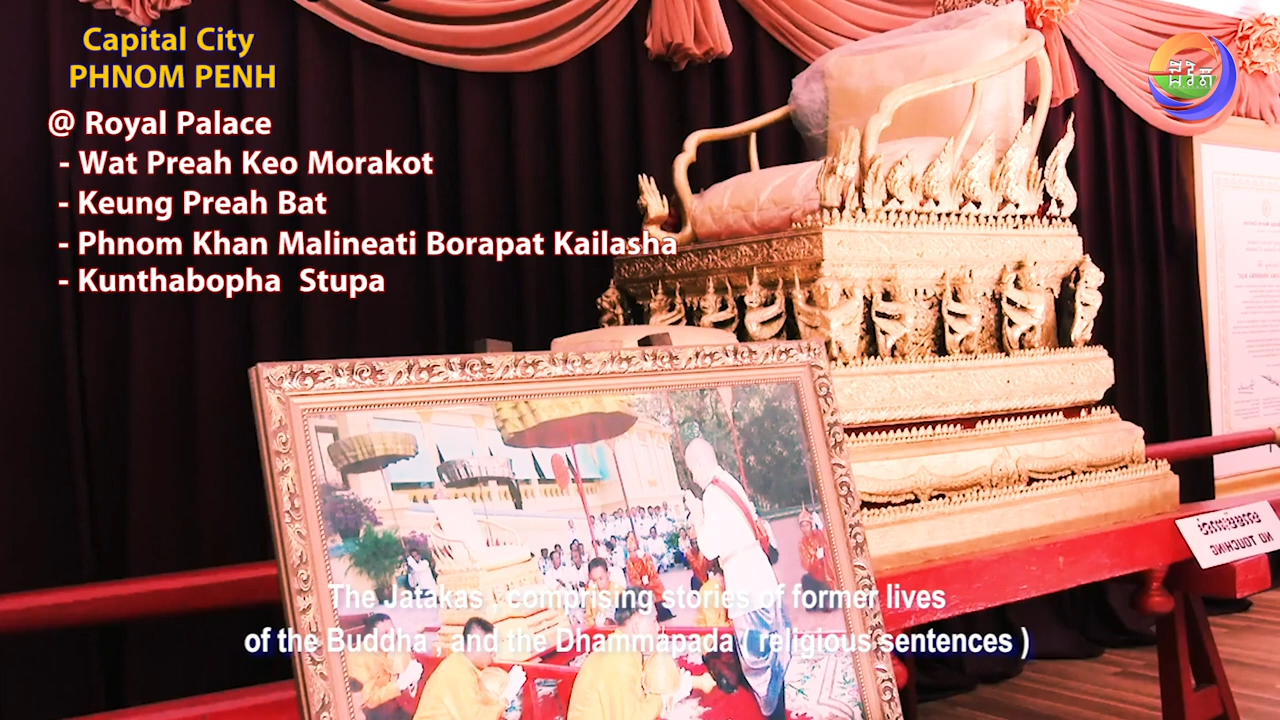 Capital City
PHNOM PENH
@ Royal Palace
- Wat Preah Keo Morakot
- Keung Preah Bat
- Phnom Khan Malineati Borapat Kailasha
- Kunthabopha Stupa
NO TOUCHING
The Jatakas , comprising stories of former lives
of the Buddha , and the Dhammapada ( religious sentences )